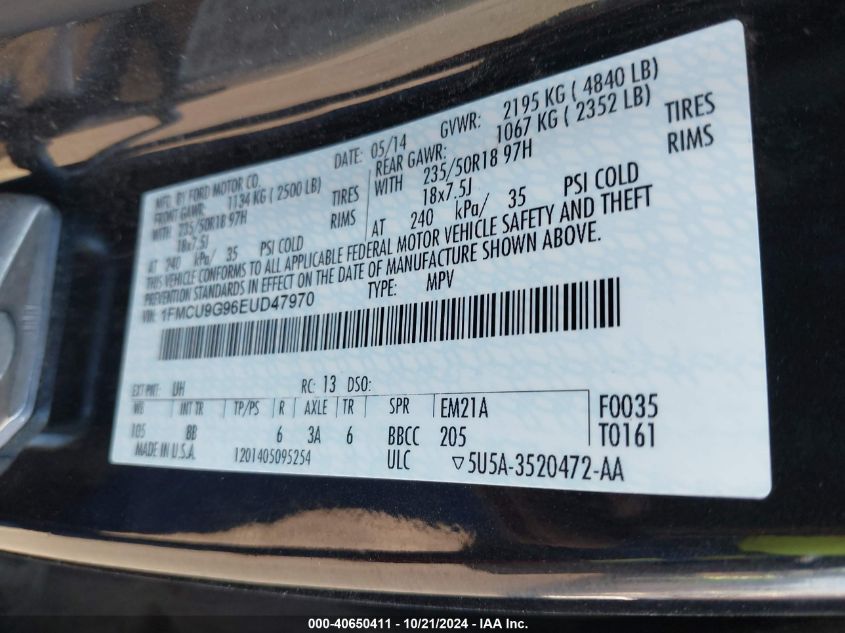 MFG. BY FORD MOTOR CO.
DATE: 05/14 GVWR: 2195 KG ( 4840 LB)
FRONT GAWR: 1134 KG ( 2500 LB)
REAR GAWR: 1067 KG ( 2352 LB)
WITH 235/50R18 97H TIRES
WITH 235/50R18 97H TIRES
18x7.5J RIMS
18x7.5J RIMS
AT 240 kPa/ 35 PSI COLD
AT 240 kPa/ 35 PSI COLD
THIS VEHICLE CONFORMS TO ALL APPLICABLE FEDERAL MOTOR VEHICLE SAFETY AND THEFT
PREVENTION STANDARDS IN EFFECT ON THE DATE OF MANUFACTURE SHOWN ABOVE.
VIN: 1FMCU9G96EUD47970 TYPE: MPV
EXT PNT: UH RC: 13 DSO:
WB INT TR TP/PS R AXLE TR SPR EM21A F0035
105 8B 6 3A 6 BBCC 205 T0161
MADE IN U.S.A. 1201405095254 ULC ▽5U5A-3520472-AA
000-40650411 - 10/21/2024 - IAA Inc.